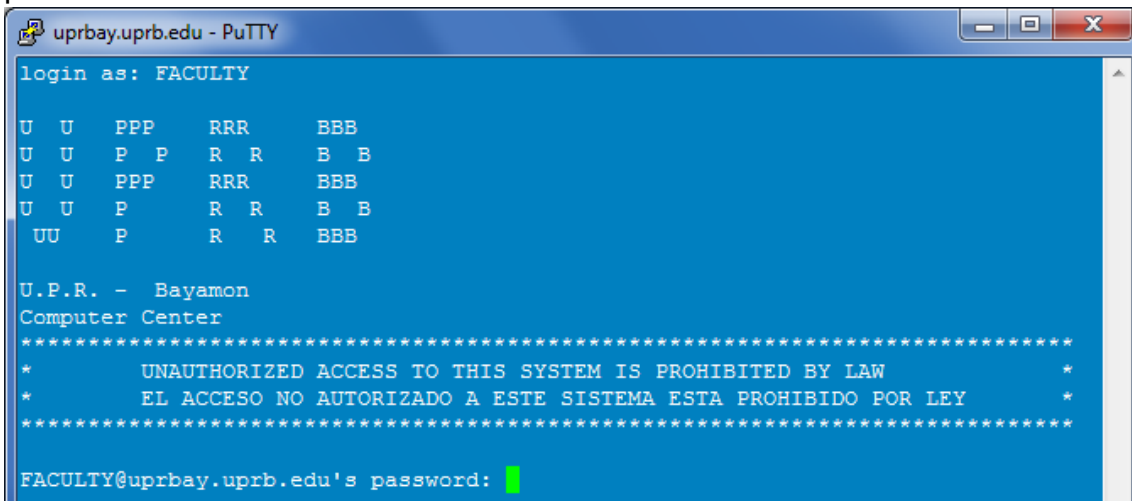 uprbay.uprb.edu - PuTTY
login as: FACULTY
U  U   PPP    RRR     BBB
U  U   P  P   R  R    B  B
U  U   PPP    RRR     BBB
U  U   P      R  R    B  B
 UU    P      R   R   BBB
U.P.R. -  Bayamon
Computer Center
******************************************************************************
*        UNAUTHORIZED ACCESS TO THIS SYSTEM IS PROHIBITED BY LAW             *
*        EL ACCESO NO AUTORIZADO A ESTE SISTEMA ESTA PROHIBIDO POR LEY       *
******************************************************************************
FACULTY@uprbay.uprb.edu's password: